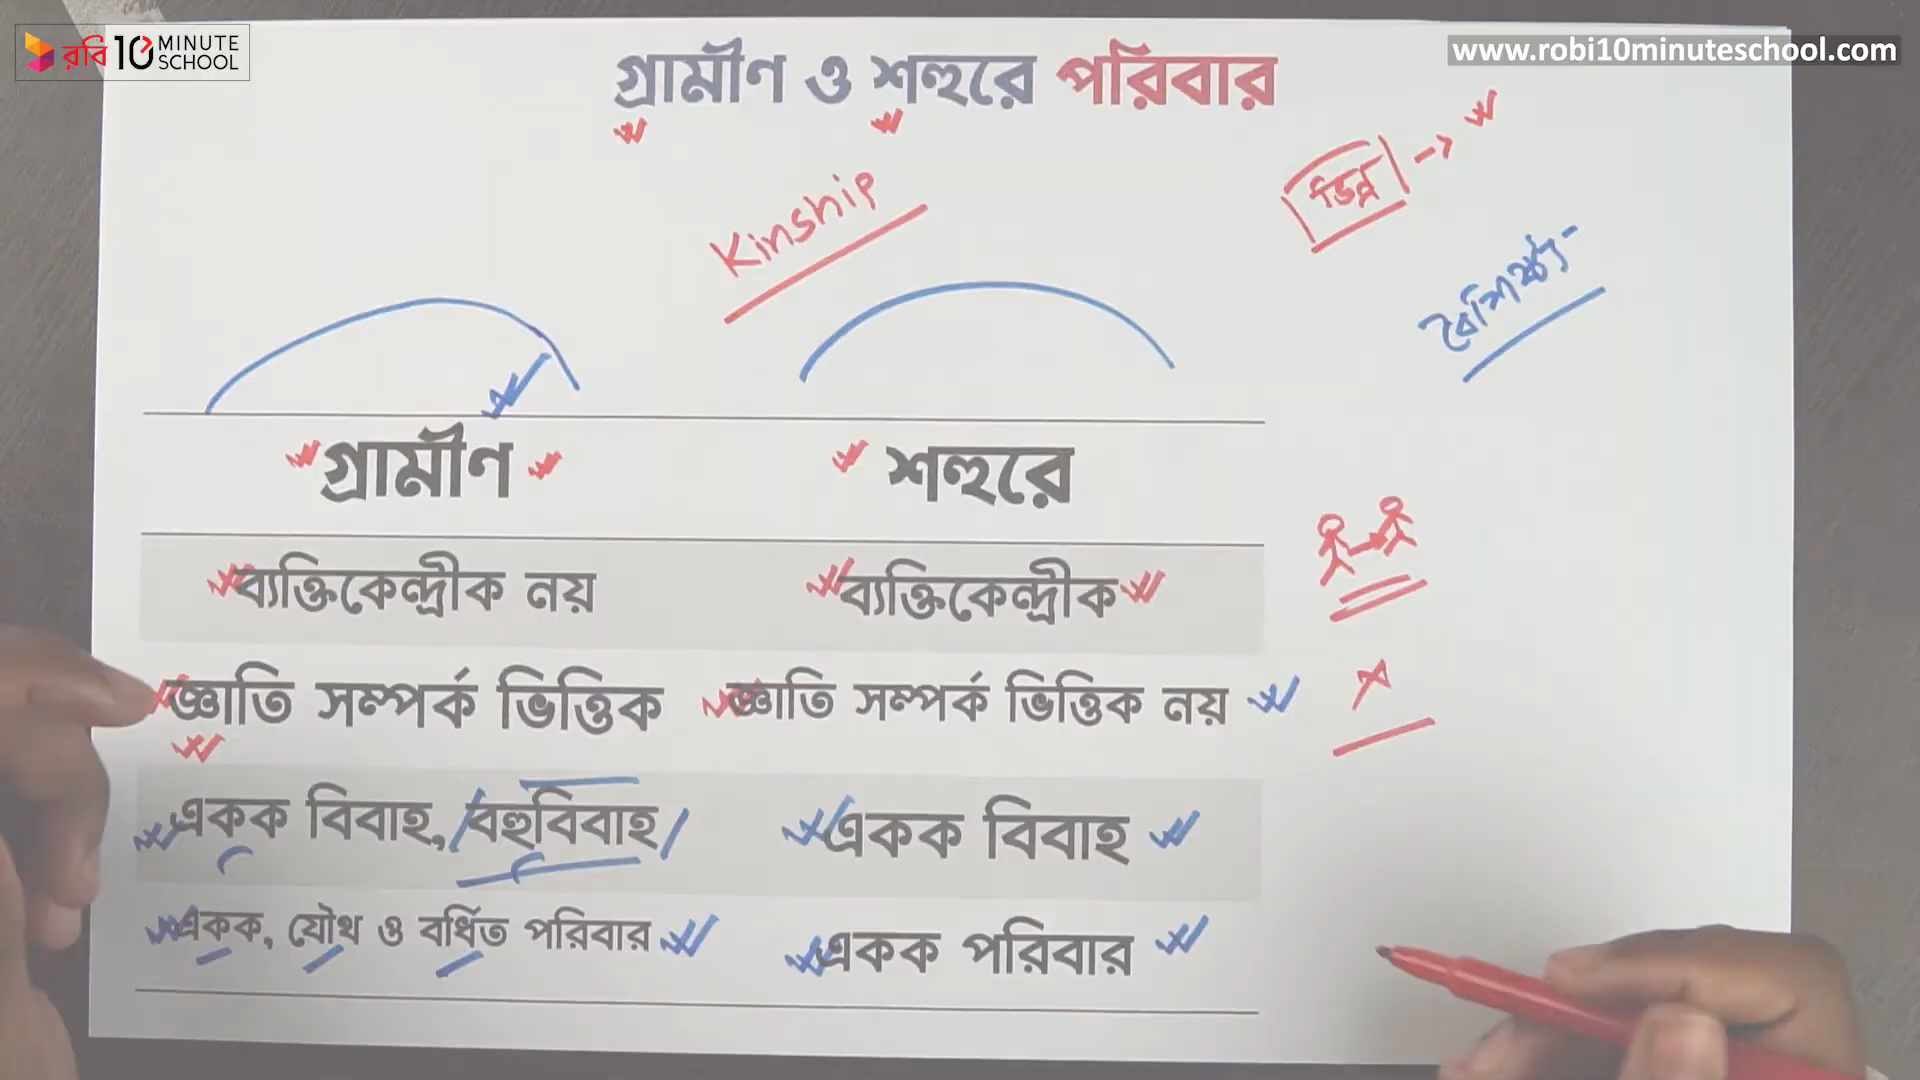 রবি 10 MINUTE SCHOOL
www.robi10minuteschool.com
গ্রামীণ ও শহুরে পরিবার
ভিন্ন
Kinship
বৈশিষ্ট্য
গ্রামীণ শহুরে
ব্যক্তিকেন্দ্রীক নয় ব্যক্তিকেন্দ্রীক
জ্ঞাতি সম্পর্ক ভিত্তিক জ্ঞাতি সম্পর্ক ভিত্তিক নয়
একক বিবাহ, বহুবিবাহ একক বিবাহ
একক, যৌথ ও বর্ধিত পরিবার একক পরিবার